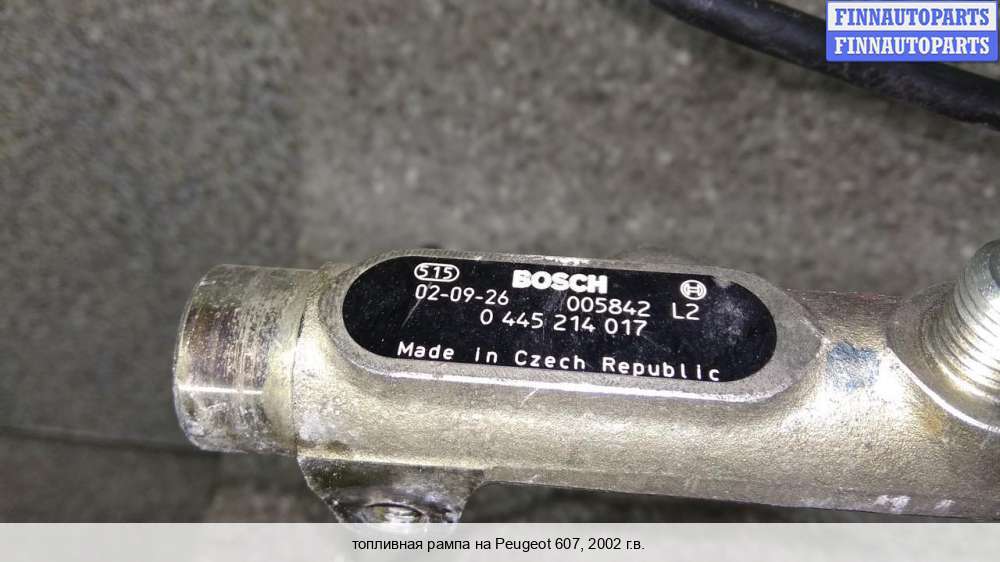 FINNAUTOPARTS
FINNAUTOPARTS
515 BOSCH
02-09-26 005842 L2
0 445 214 017
Made in Czech Republic
топливная рампа на Peugeot 607, 2002 г.в.